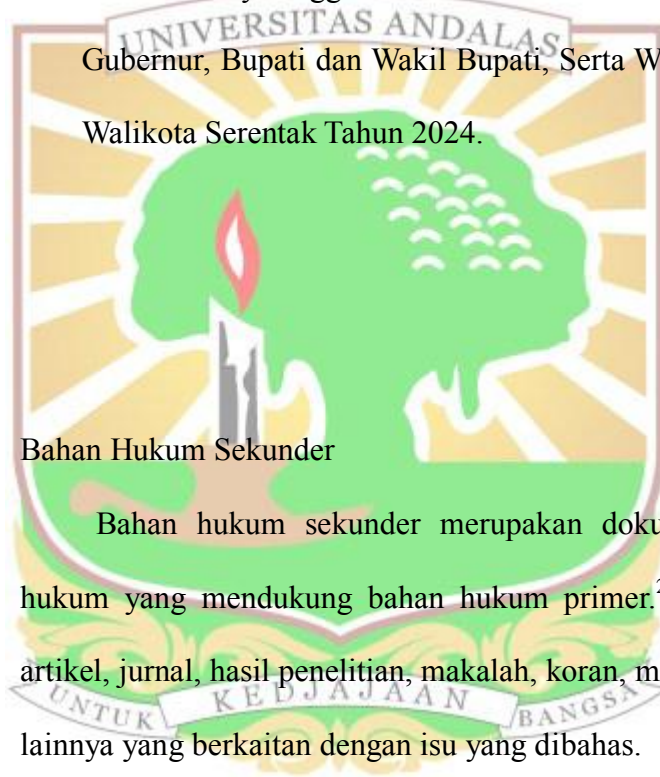 UNIVERSITAS ANDALAS
Gubernur, Bupati dan Wakil Bupati, Serta W
Walikota Serentak Tahun 2024.
Bahan Hukum Sekunder
Bahan hukum sekunder merupakan doku
hukum yang mendukung bahan hukum primer.2
artikel, jurnal, hasil penelitian, makalah, koran, m
UNTUK KEDJAJAAN BANGSA
lainnya yang berkaitan dengan isu yang dibahas.